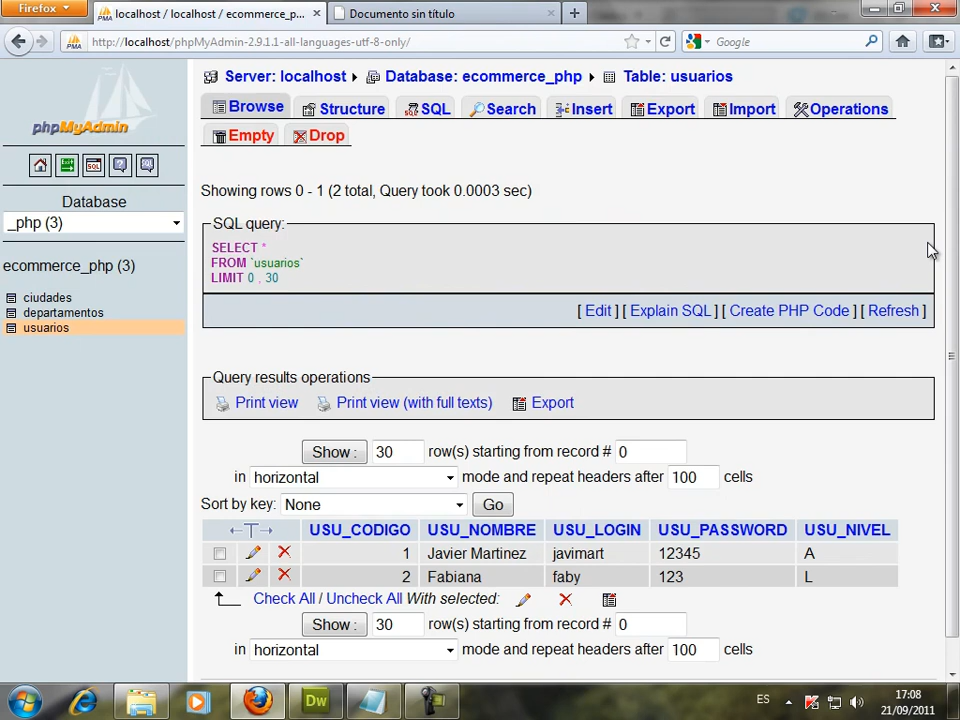 Firefox
localhost / localhost / ecommerce_p...
Documento sin título
http://localhost/phpMyAdmin-2.9.1.1-all-languages-utf-8-only/
Google
phpMyAdmin
Database
_php (3)
ecommerce_php (3)
ciudades
departamentos
usuarios
Server: localhost Database: ecommerce_php Table: usuarios
Browse Structure SQL Search Insert Export Import Operations
Empty Drop
Showing rows 0 - 1 (2 total, Query took 0.0003 sec)
SQL query:
SELECT *
FROM `usuarios`
LIMIT 0 , 30
[ Edit ] [ Explain SQL ] [ Create PHP Code ] [ Refresh ]
Query results operations
Print view Print view (with full texts) Export
Show : 30 row(s) starting from record # 0
in horizontal mode and repeat headers after 100 cells
Sort by key: None Go
←T→ USU_CODIGO USU_NOMBRE USU_LOGIN USU_PASSWORD USU_NIVEL
1 Javier Martinez javimart 12345 A
2 Fabiana faby 123 L
Check All / Uncheck All With selected:
Show : 30 row(s) starting from record # 0
in horizontal mode and repeat headers after 100 cells
Dw
ES
17:08
21/09/2011